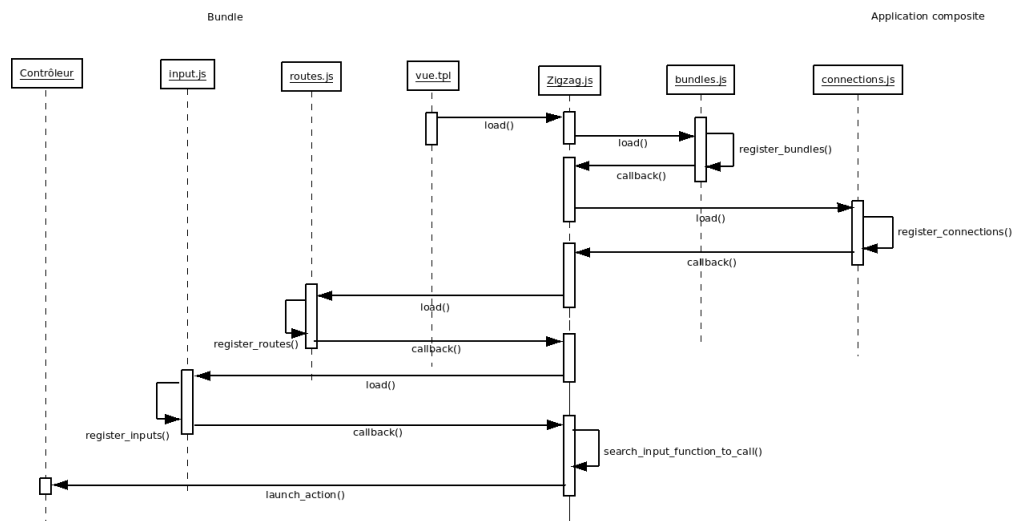 Bundle
Application composite
Contrôleur
input.js
routes.js
vue.tpl
Zigzag.js
bundles.js
connections.js
load()
load()
register_bundles()
callback()
load()
register_connections()
callback()
load()
register_routes()
callback()
load()
register_inputs()
callback()
search_input_function_to_call()
launch_action()